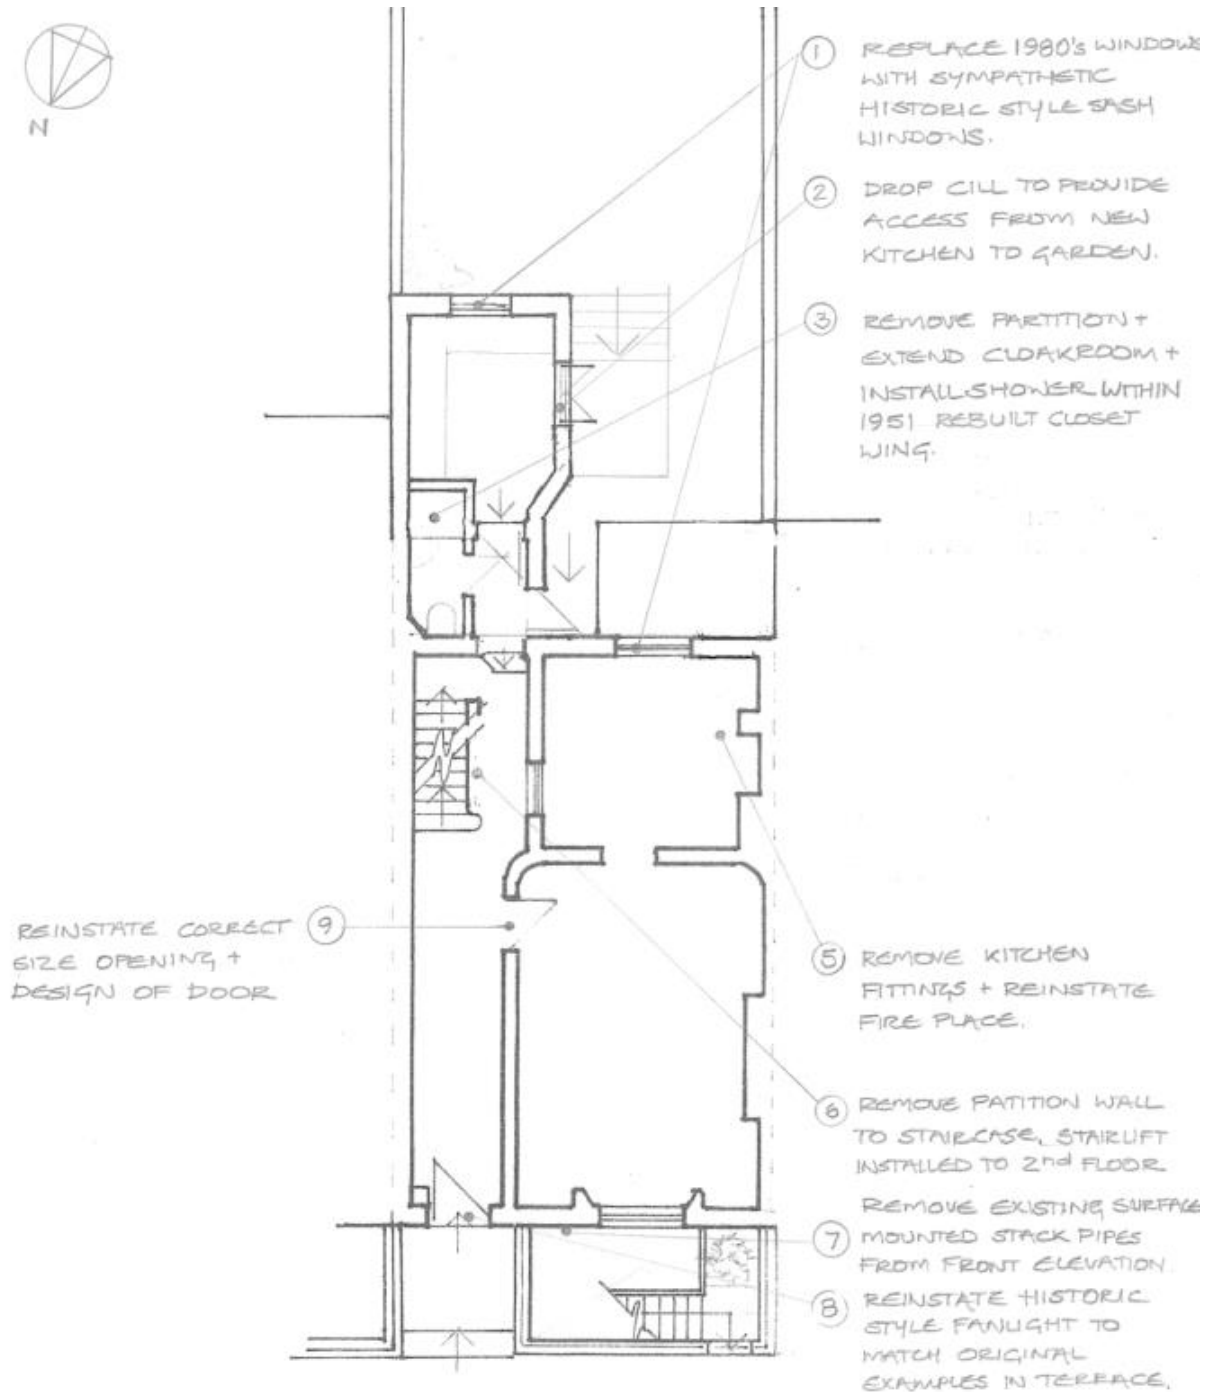 N
① REPLACE 1980's WINDOWS
WITH SYMPATHETIC
HISTORIC STYLE SASH
WINDOWS.
② DROP CILL TO PROVIDE
ACCESS FROM NEW
KITCHEN TO GARDEN.
③ REMOVE PARTITION +
EXTEND CLOAKROOM +
INSTALL SHOWER WITHIN
1951 REBUILT CLOSET
WING.
REINSTATE CORRECT ⑨
SIZE OPENING +
DESIGN OF DOOR
⑤ REMOVE KITCHEN
FITTINGS + REINSTATE
FIRE PLACE.
⑥ REMOVE PATITION WALL
TO STAIRCASE, STAIRLIFT
INSTALLED TO 2nd FLOOR
REMOVE EXISTING SURFACE
⑦ MOUNTED STACK PIPES
FROM FRONT ELEVATION
⑧ REINSTATE HISTORIC
STYLE FANLIGHT TO
MATCH ORIGINAL
EXAMPLES IN TERRACE.